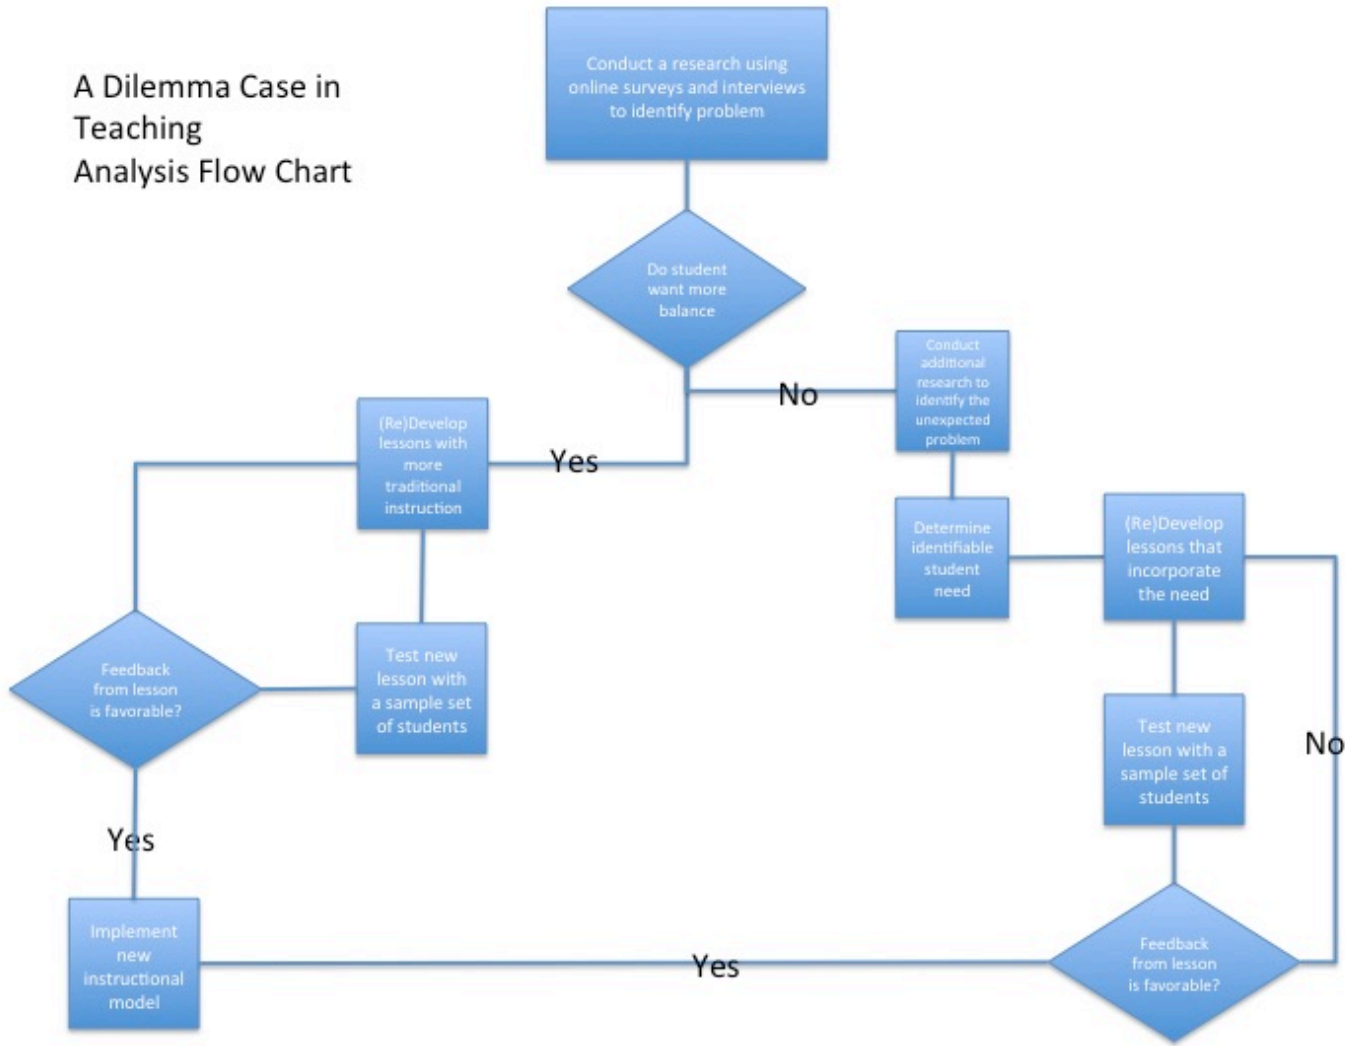 A Dilemma Case in
Teaching
Analysis Flow Chart
Conduct a research using
online surveys and interviews
to identify problem
Do student
want more
balance
No
Conduct
additional
research to
identify the
unexpected
problem
Yes
(Re)Develop
lessons with
more
traditional
instruction
Determine
identifiable
student
need
(Re)Develop
lessons that
incorporate
the need
Feedback
from lesson
is favorable?
Test new
lesson with
a sample set
of students
Test new
lesson with a
sample set of
students
No
Yes
Implement
new
instructional
model
Yes
Feedback
from lesson
is favorable?